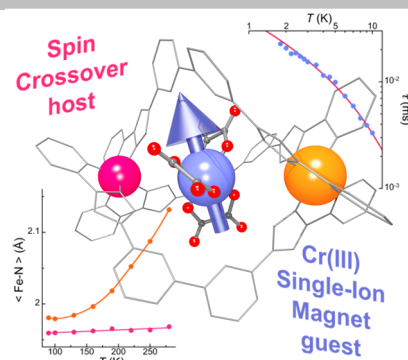 T (K)
1 2 5 10
Spin
Crossover
host
10⁻²
τ (ms)
10⁻³
< Fe-N > (Å)
2.1
2
Cr(III)
Single-Ion
Magnet
guest
100 150 200 250
T (K)